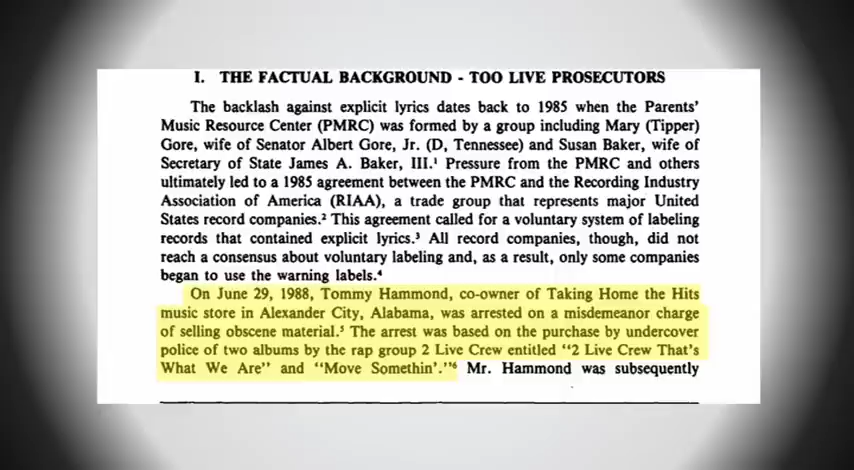 I. THE FACTUAL BACKGROUND - TOO LIVE PROSECUTORS
The backlash against explicit lyrics dates back to 1985 when the Parents'
Music Resource Center (PMRC) was formed by a group including Mary (Tipper)
Gore, wife of Senator Albert Gore, Jr. (D, Tennessee) and Susan Baker, wife of
Secretary of State James A. Baker, III.¹ Pressure from the PMRC and others
ultimately led to a 1985 agreement between the PMRC and the Recording Industry
Association of America (RIAA), a trade group that represents major United
States record companies.² This agreement called for a voluntary system of labeling
records that contained explicit lyrics.³ All record companies, though, did not
reach a consensus about voluntary labeling and, as a result, only some companies
began to use the warning labels.⁴
On June 29, 1988, Tommy Hammond, co-owner of Taking Home the Hits
music store in Alexander City, Alabama, was arrested on a misdemeanor charge
of selling obscene material.⁵ The arrest was based on the purchase by undercover
police of two albums by the rap group 2 Live Crew entitled "2 Live Crew That's
What We Are" and "Move Somethin'."⁶ Mr. Hammond was subsequently